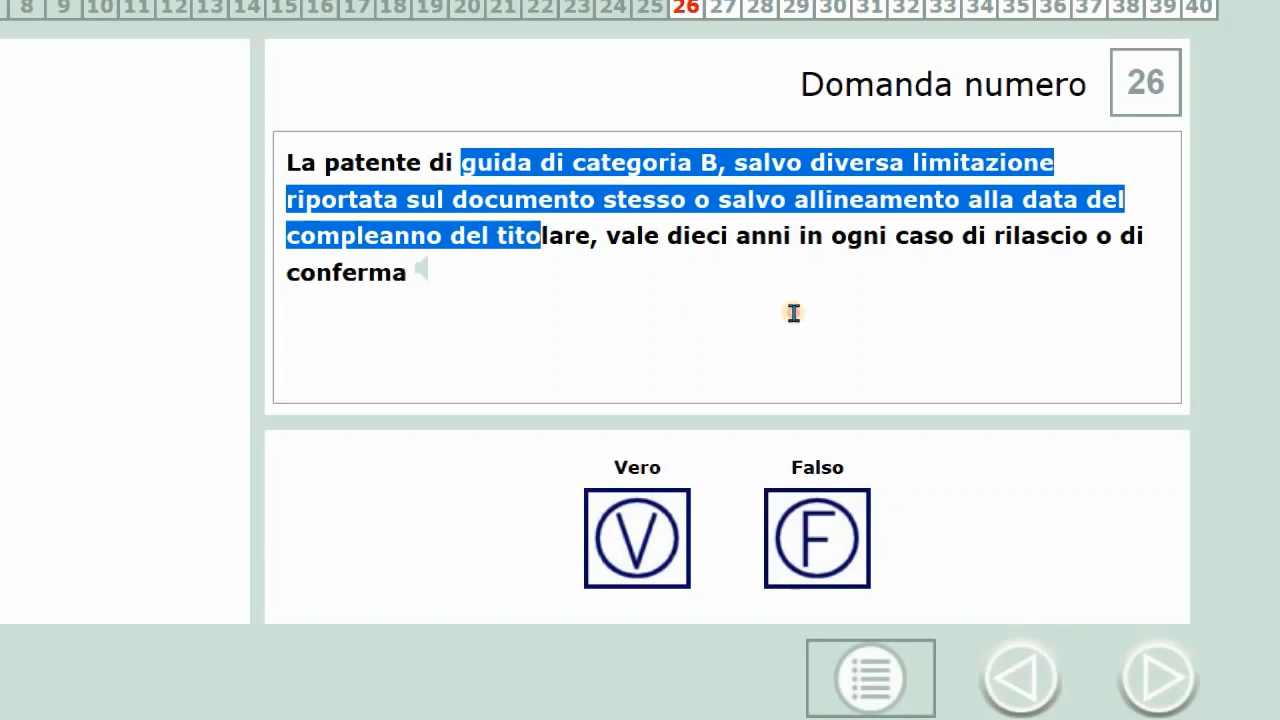 8 9 10 11 12 13 14 15 16 17 18 19 20 21 22 23 24 25 26 27 28 29 30 31 32 33 34 35 36 37 38 39 40
Domanda numero 26
La patente di guida di categoria B, salvo diversa limitazione
riportata sul documento stesso o salvo allineamento alla data del
compleanno del titolare, vale dieci anni in ogni caso di rilascio o di
conferma
Vero Falso
V F